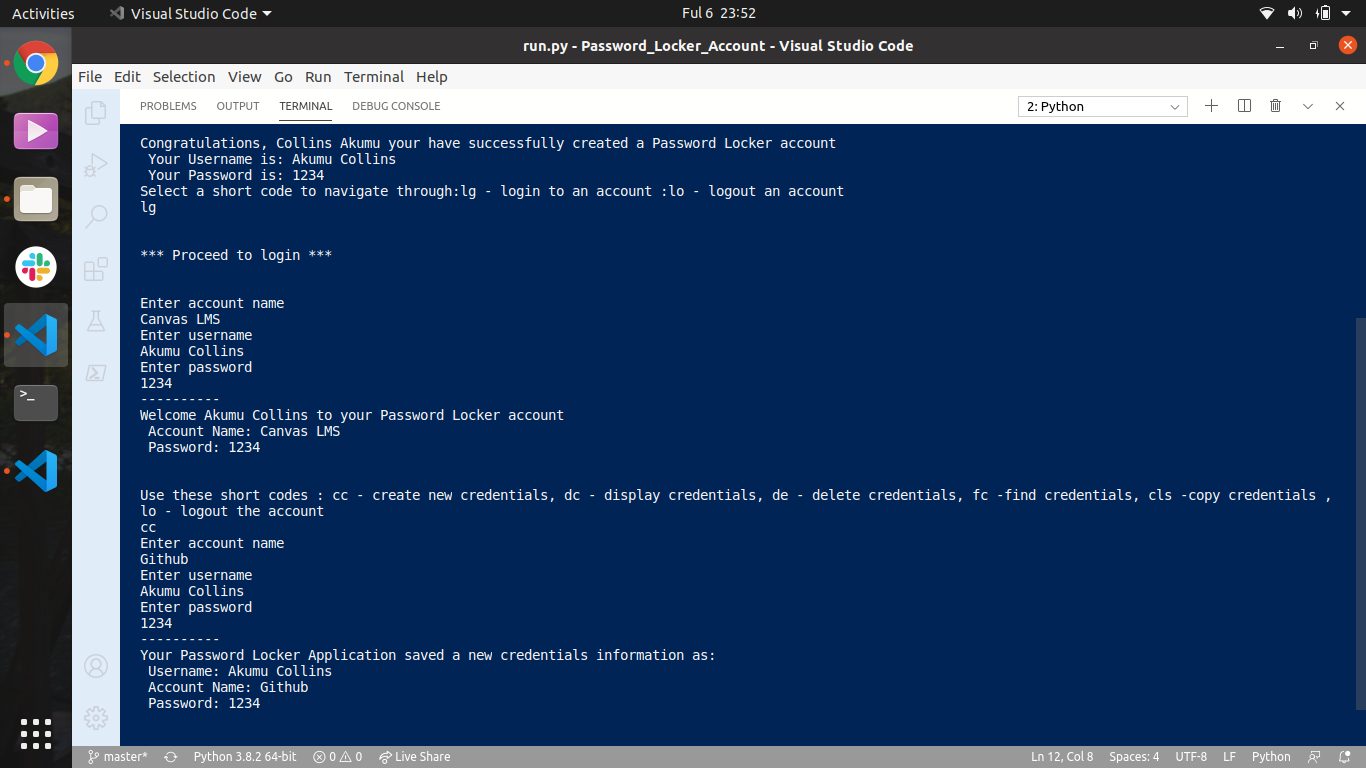 Activities
Visual Studio Code
Ful 6 23:52
run.py - Password_Locker_Account - Visual Studio Code
File Edit Selection View Go Run Terminal Help
PROBLEMS OUTPUT TERMINAL DEBUG CONSOLE
2: Python
Congratulations, Collins Akumu your have successfully created a Password Locker account
Your Username is: Akumu Collins
Your Password is: 1234
Select a short code to navigate through:lg - login to an account :lo - logout an account
lg
*** Proceed to login ***
Enter account name
Canvas LMS
Enter username
Akumu Collins
Enter password
1234
----------
Welcome Akumu Collins to your Password Locker account
Account Name: Canvas LMS
Password: 1234
Use these short codes : cc - create new credentials, dc - display credentials, de - delete credentials, fc -find credentials, cls -copy credentials ,
lo - logout the account
cc
Enter account name
Github
Enter username
Akumu Collins
Enter password
1234
----------
Your Password Locker Application saved a new credentials information as:
Username: Akumu Collins
Account Name: Github
Password: 1234
master* Python 3.8.2 64-bit 0 0 Live Share Ln 12, Col 8 Spaces: 4 UTF-8 LF Python